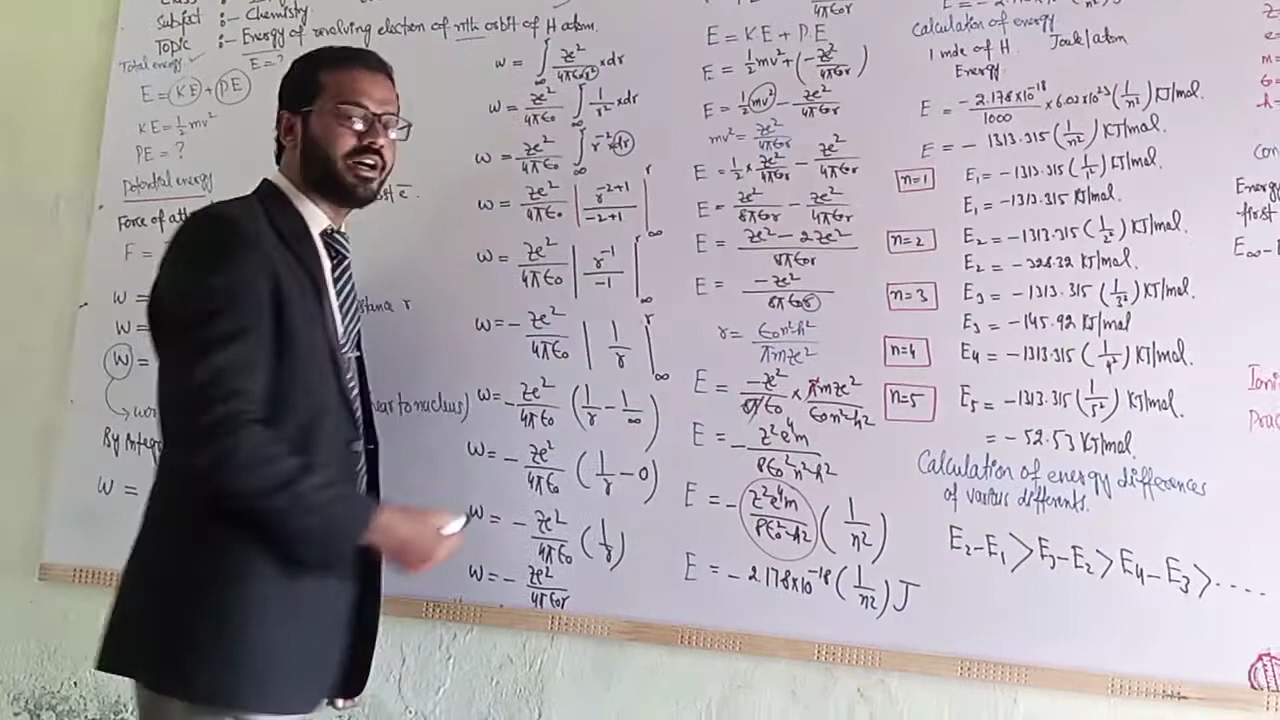 Subject :- Chemistry
Topic :- Energy of revolving electron of nth orbit of H atom.
Total energy
E = ?
E = KE + PE
KE = 1/2 mv²
PE = ?
Potential energy
Force of
F =
W =
W =
W =
By Integ
W =
stance r
near to nucleus)
w = ∫ ze²/4πϵ₀r² × dr
∞
w = ze²/4πϵ₀ ∫ 1/r² × dr
∞
w = ze²/4πϵ₀ ∫ r⁻² dr
∞
w = ze²/4πϵ₀ | r⁻²⁺¹/-2+1 | r ∞
w = ze²/4πϵ₀ | r⁻¹/-1 | r ∞
w = - ze²/4πϵ₀ | 1/r | r ∞
w = - ze²/4πϵ₀ (1/r - 1/∞)
w = - ze²/4πϵ₀ (1/r - 0)
w = - ze²/4πϵ₀ (1/r)
w = - ze²/4πϵ₀r
4πϵ₀r
E = KE + PE
E = 1/2 mv² + (- ze²/4πϵ₀r)
E = 1/2 mv² - ze²/4πϵ₀r
mv² = ze²/4πϵ₀r
E = 1/2 × ze²/4πϵ₀r - ze²/4πϵ₀r
E = ze²/8πϵ₀r - ze²/4πϵ₀r
E = ze² - 2ze²/8πϵ₀r
E = -ze²/8πϵ₀r
r = ϵ₀n²h²/πmze²
E = -ze²/8πϵ₀ × πmze²/ϵ₀n²h²
E = - z²e⁴m/8ϵ₀²n²h²
E = - z²e⁴m/8ϵ₀²h² (1/n²)
E = - 2.178×10⁻¹⁸ (1/n²) J
Calculation of energy
1 mole of H. Joule/atom
Energy
E = -2.178×10⁻¹⁸/1000 × 6.02×10²³ (1/n²) KJ/mol.
E = - 1313.315 (1/n²) KJ/mol.
n=1 E₁ = -1313.315 (1/1²) KJ/mol.
E₁ = -1313.315 KJ/mol.
n=2 E₂ = -1313.315 (1/2²) KJ/mol.
E₂ = -328.32 KJ/mol.
n=3 E₃ = -1313.315 (1/3²) KJ/mol.
E₃ = -145.92 KJ/mol
n=4 E₄ = -1313.315 (1/4²) KJ/mol.
n=5 E₅ = -1313.315 (1/5²) KJ/mol.
= -52.53 KJ/mol.
Calculation of energy differences
of various differents.
E₂-E₁ > E₃-E₂ > E₄-E₃ > ....
Energy
first
E∞-